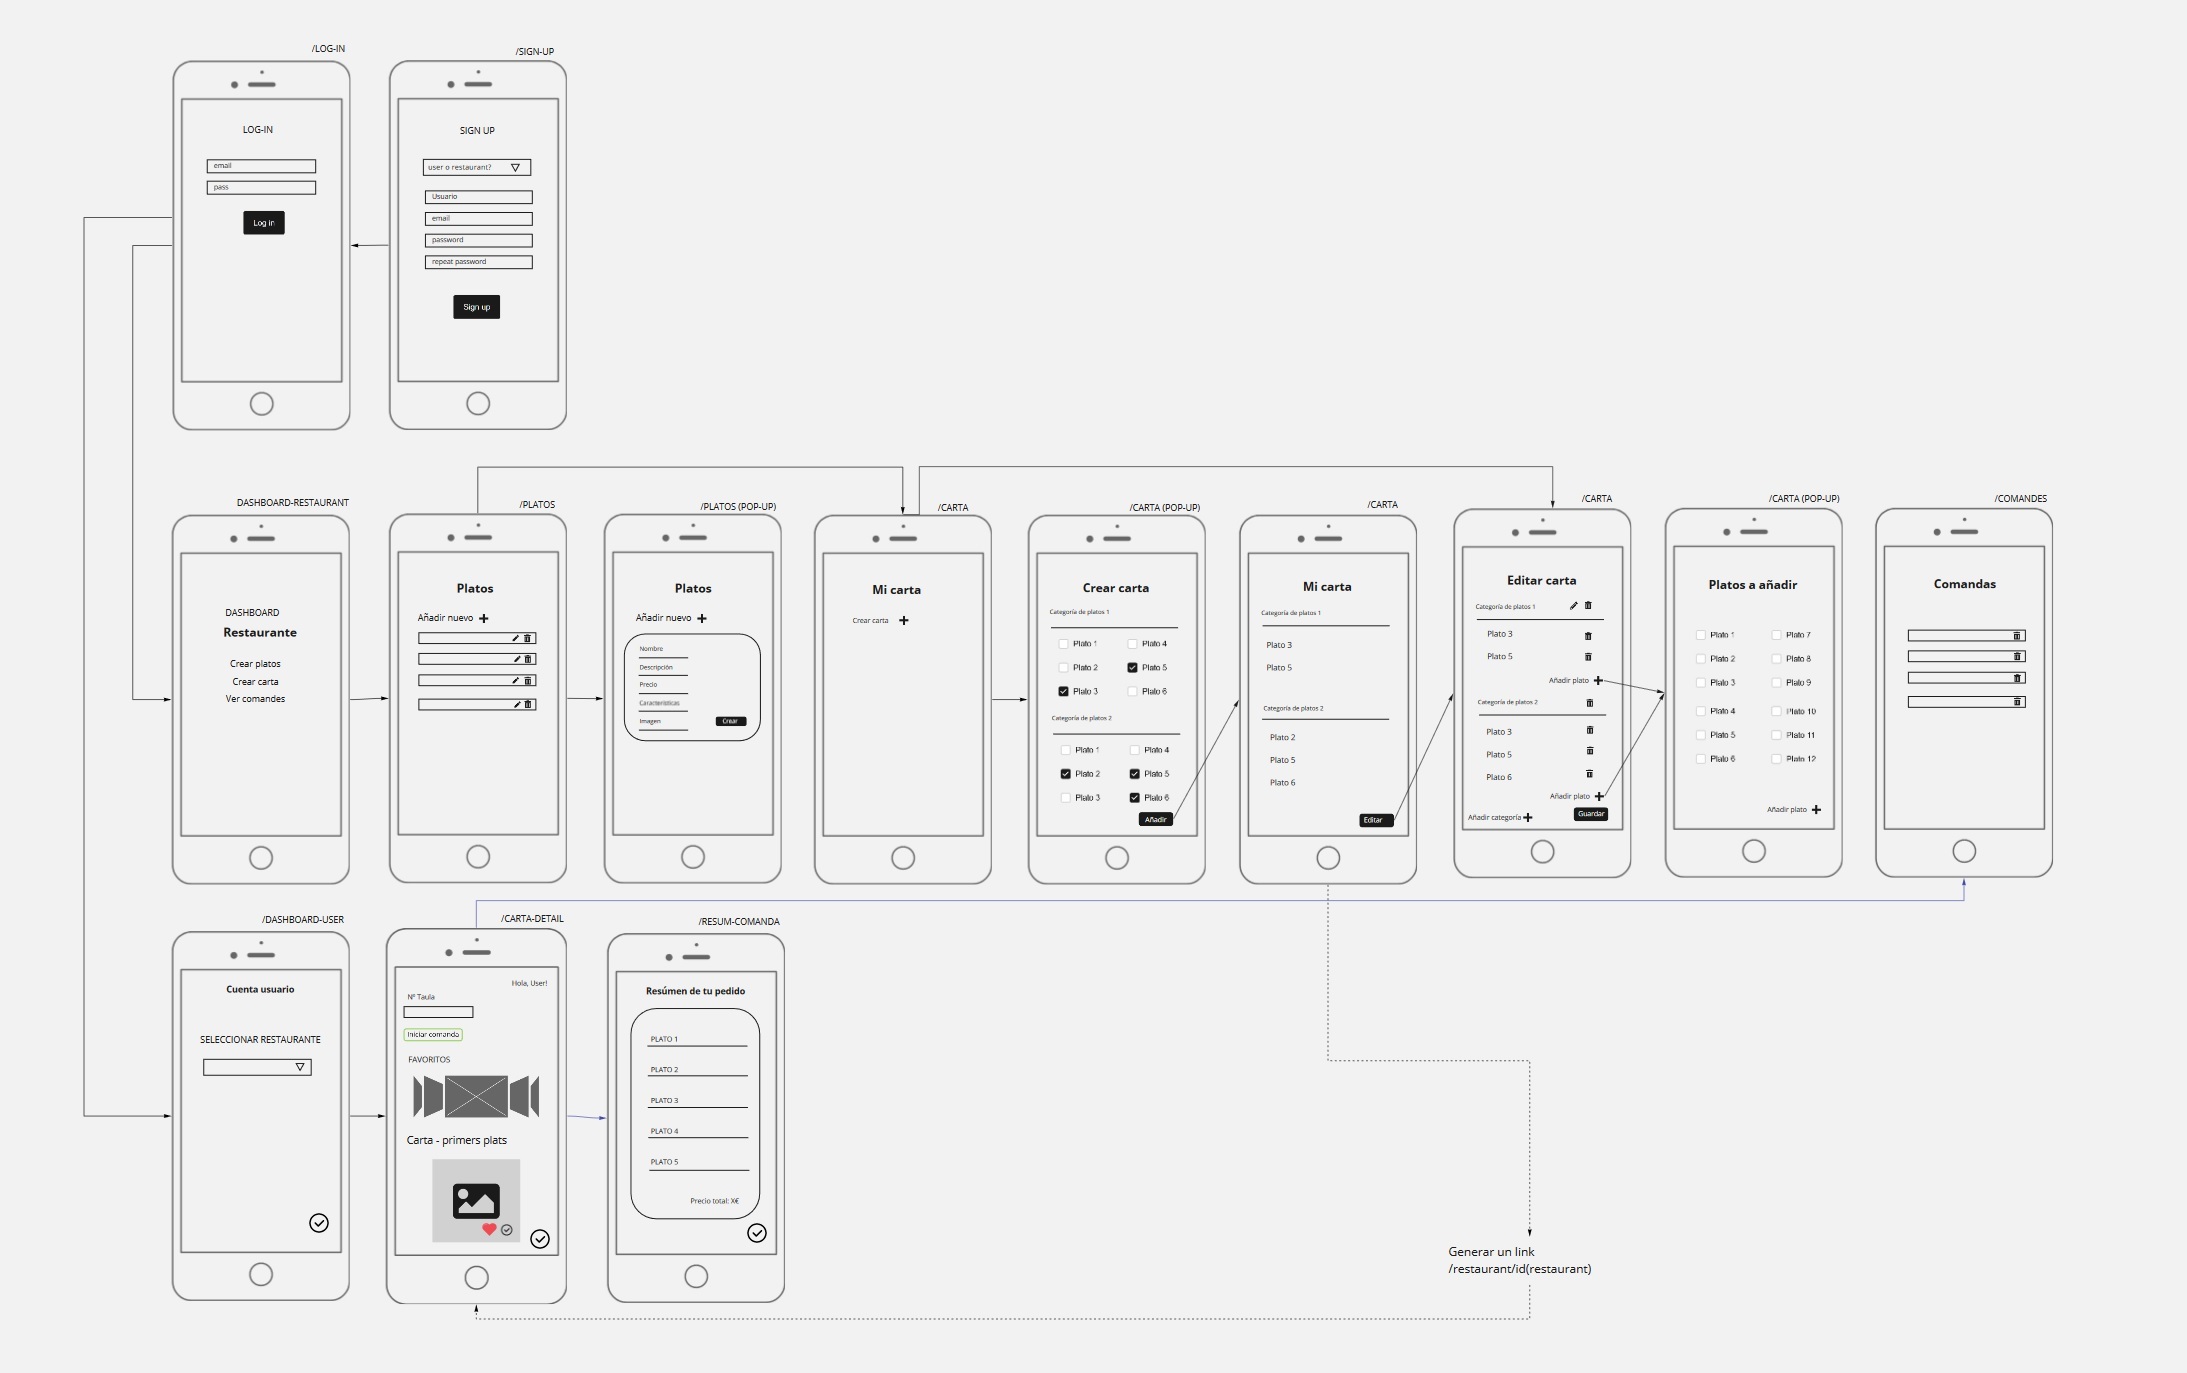 /LOG-IN
LOG-IN
email
pass
Log in
/SIGN-UP
SIGN UP
user o restaurant?
Usuario
email
password
repeat password
Sign up
DASHBOARD-RESTAURANT
DASHBOARD
Restaurante
Crear platos
Crear carta
Ver comandes
/PLATOS
Platos
Añadir nuevo
/PLATOS (POP-UP)
Platos
Añadir nuevo
Nombre
Descripción
Precio
Características
Imagen
Crear
/CARTA
Mi carta
Crear carta
/CARTA (POP-UP)
Crear carta
Categoría de platos 1
Plato 1 Plato 4
Plato 2 Plato 5
Plato 3 Plato 6
Categoría de platos 2
Plato 1 Plato 4
Plato 2 Plato 5
Plato 3 Plato 6
Añadir
/CARTA
Mi carta
Categoría de platos 1
Plato 3
Plato 5
Categoría de platos 2
Plato 2
Plato 5
Plato 6
Editar
/CARTA
Editar carta
Categoría de platos 1
Plato 3
Plato 5
Añadir plato
Categoría de platos 2
Plato 3
Plato 5
Plato 6
Añadir plato
Guardar
Añadir categoría
/CARTA (POP-UP)
Platos a añadir
Plato 1 Plato 7
Plato 2 Plato 8
Plato 3 Plato 9
Plato 4 Plato 10
Plato 5 Plato 11
Plato 6 Plato 12
Añadir plato
/COMANDES
Comandas
/DASHBOARD-USER
Cuenta usuario
SELECCIONAR RESTAURANTE
/CARTA-DETAIL
Hola, User!
Nº Taula
Iniciar comanda
FAVORITOS
Carta - primers plats
/RESUM-COMANDA
Resúmen de tu pedido
PLATO 1
PLATO 2
PLATO 3
PLATO 4
PLATO 5
Precio total: X€
Generar un link
/restaurant/id(restaurant)